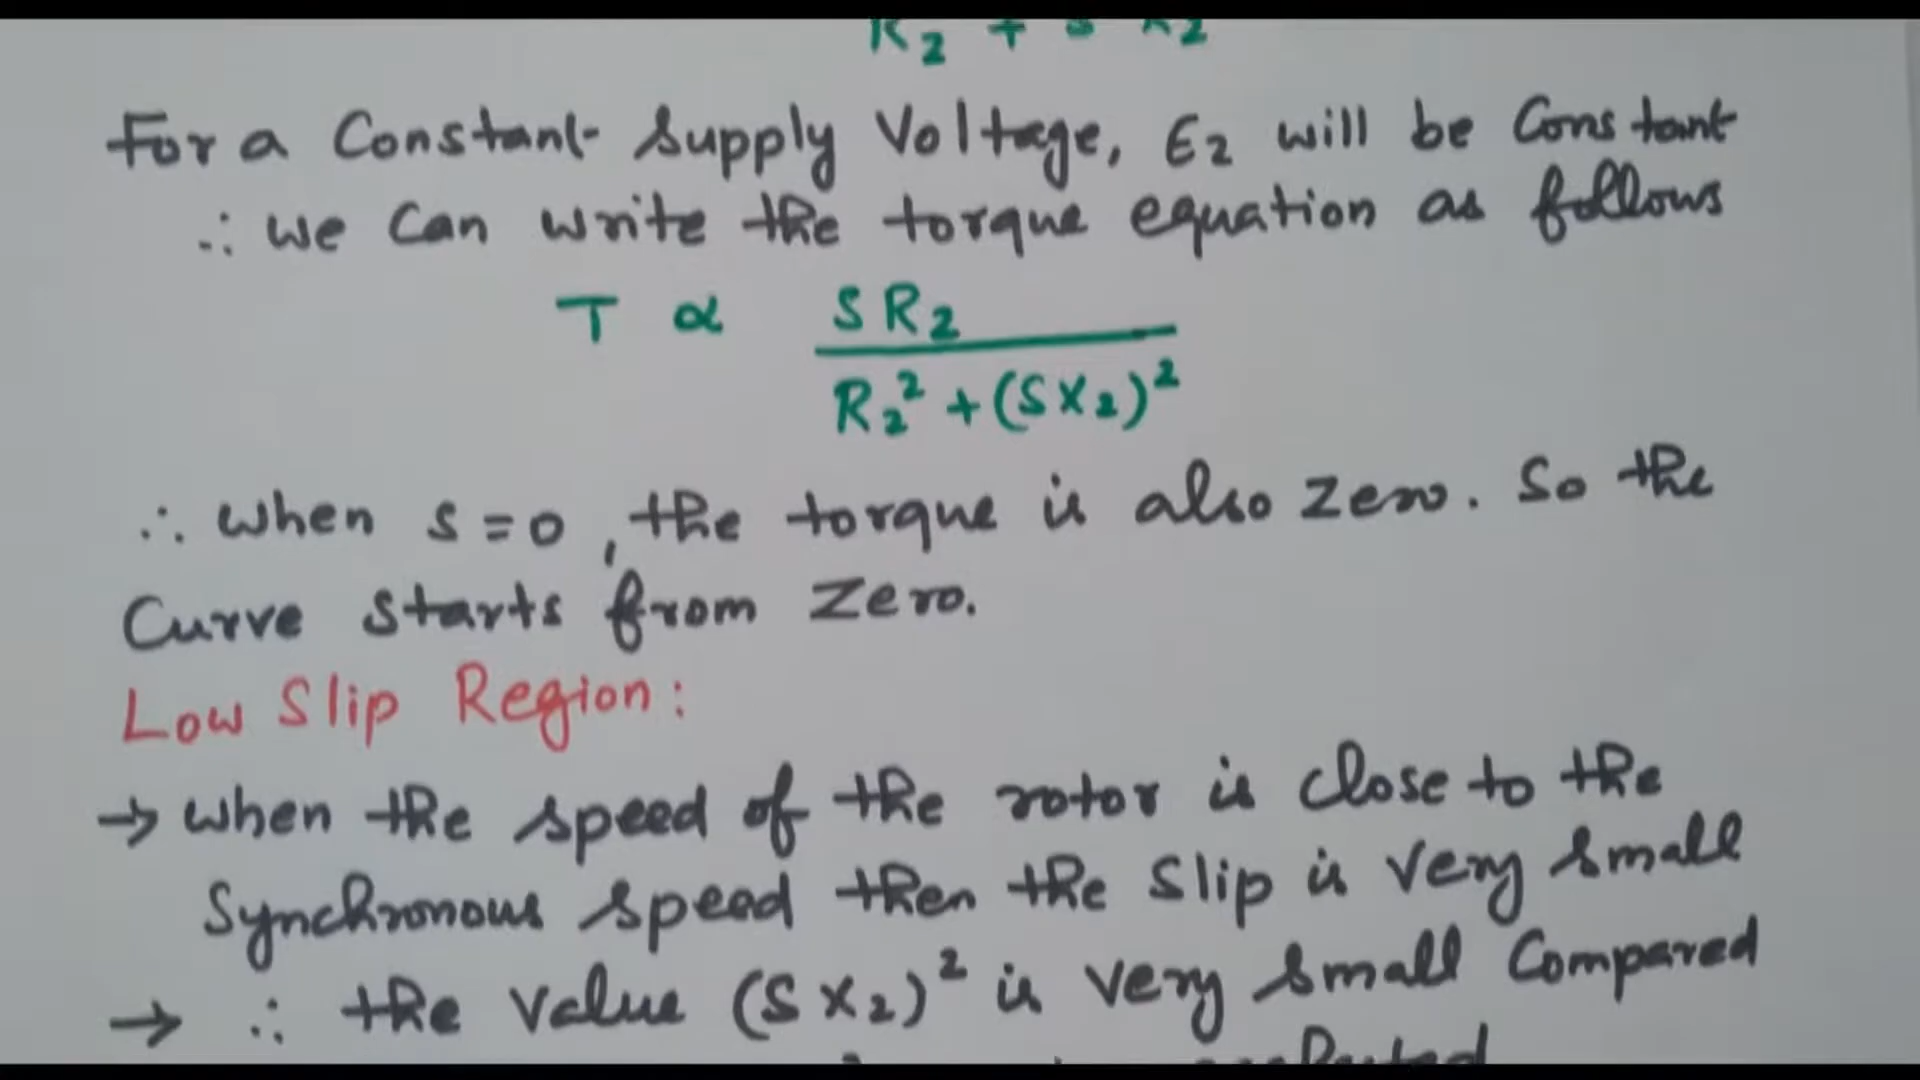 For a Constant Supply Voltage, E2 will be Constant
∴ we can write the torque equation as follows
T ∝ SR2 / R2² + (SX2)²
∴ when s=0, the torque is also zero. So the
Curve starts from Zero.
Low Slip Region:
→ when the speed of the rotor is close to the
Synchronous speed then the slip is very small
→ ∴ the value (SX2)² is very small Compared